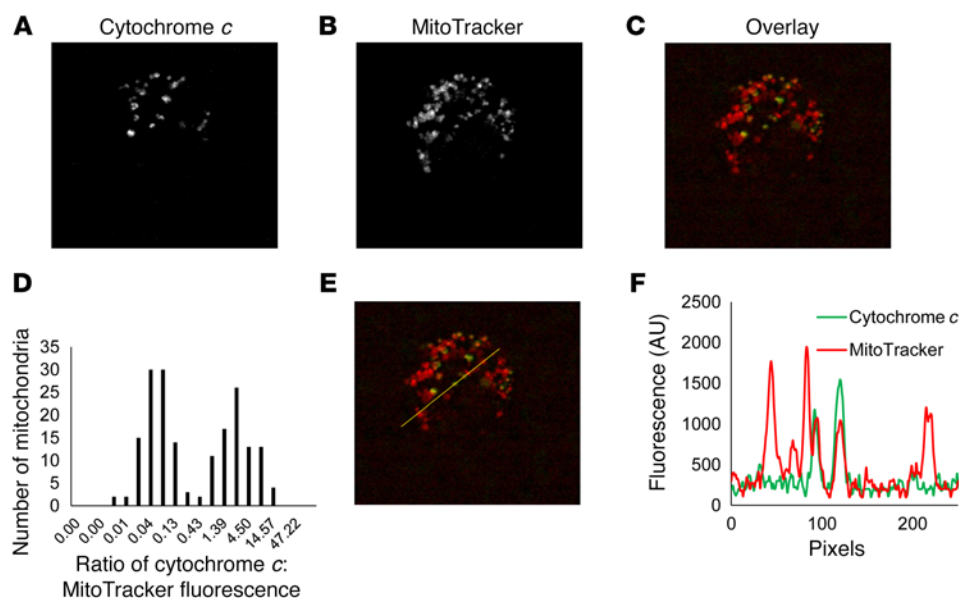 A Cytochrome c
B MitoTracker
C Overlay
D
Number of mitochondria
35
30
25
20
15
10
5
0
0.00 0.00 0.01 0.04 0.13 0.43 1.39 4.50 14.57 47.22
Ratio of cytochrome c:
MitoTracker fluorescence
E
F
Fluorescence (AU)
2500
2000
1500
1000
500
0
0 100 200
Pixels
Cytochrome c
MitoTracker